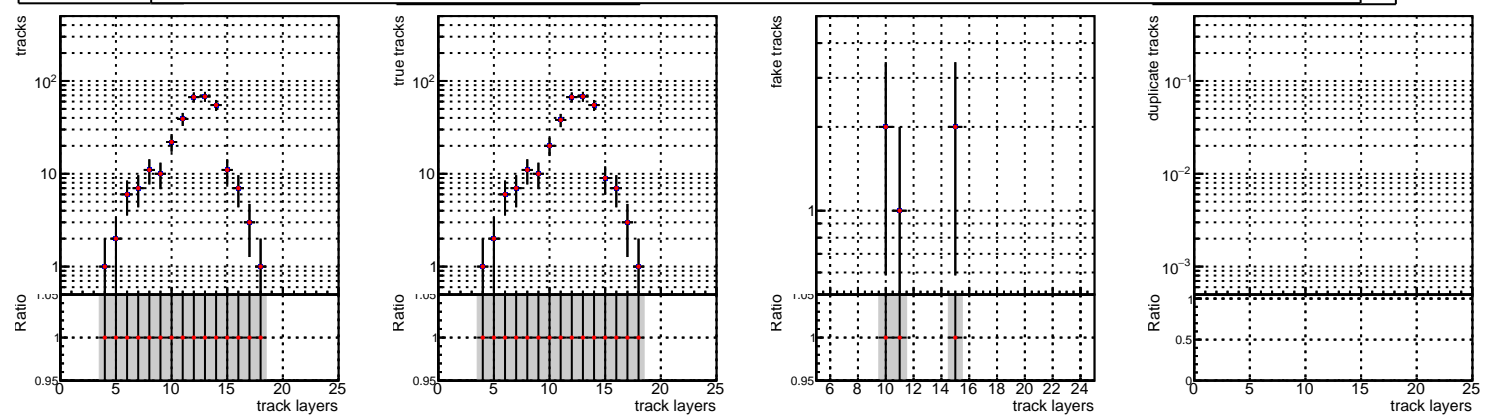 tracks
10²
10
1
1.05
Ratio
1
0.95
0 5 10 15 20 25
track layers
true tracks
10²
10
1
1.05
Ratio
1
0.95
0 5 10 15 20 25
track layers
fake tracks
1
1.05
Ratio
1
0.95
6 8 10 12 14 16 18 20 22 24
track layers
duplicate tracks
10⁻¹
10⁻²
10⁻³
Ratio
1
0.5
0
0 5 10 15 20 25
track layers